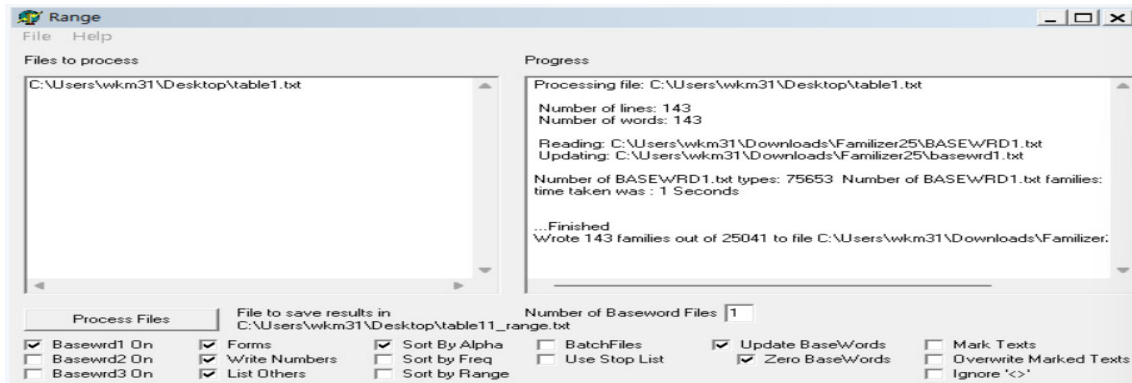 Range
File Help
Files to process
C:\Users\wkm31\Desktop\table1.txt
Progress
Processing file: C:\Users\wkm31\Desktop\table1.txt
Number of lines: 143
Number of words: 143
Reading: C:\Users\wkm31\Downloads\Familizer25\BASEWRD1.txt
Updating: C:\Users\wkm31\Downloads\Familizer25\basewrd1.txt
Number of BASEWRD1.txt types: 75653 Number of BASEWRD1.txt families:
time taken was : 1 Seconds
...Finished
Wrote 143 families out of 25041 to file C:\Users\wkm31\Downloads\Familizer
Process Files
File to save results in
C:\Users\wkm31\Desktop\table11_range.txt
Number of Baseword Files 1
Basewrd1 On Forms Sort By Alpha BatchFiles Update BaseWords Mark Texts
Basewrd2 On Write Numbers Sort by Freq Use Stop List Zero BaseWords Overwrite Marked Texts
Basewrd3 On List Others Sort by Range Ignore '<>'